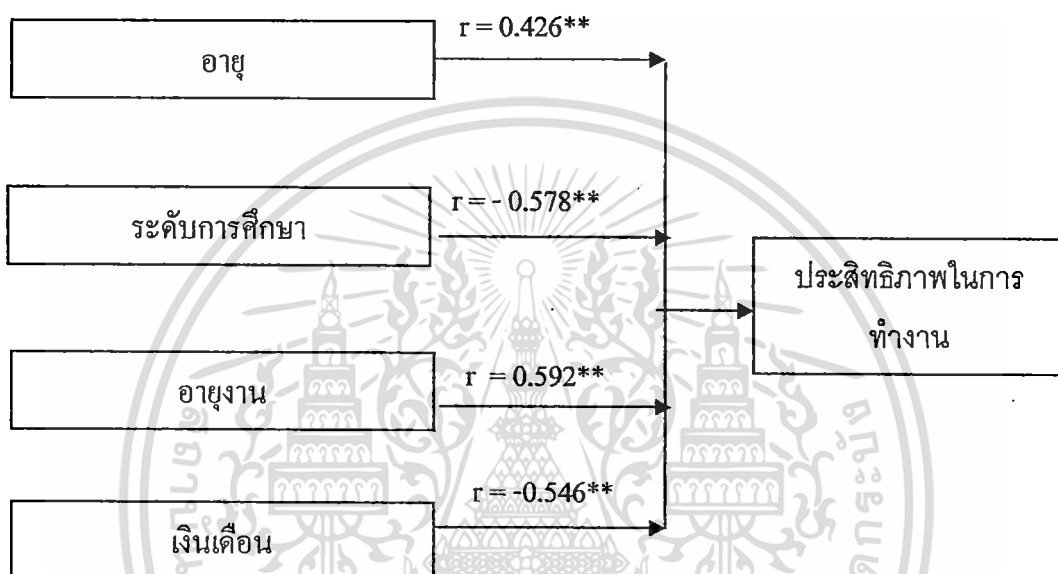 r = 0.426**
อายุ
r = - 0.578**
ระดับการศึกษา
ประสิทธิภาพในการ
ทำงาน
r = 0.592**
อายุงาน
r = -0.546**
เงินเดือน